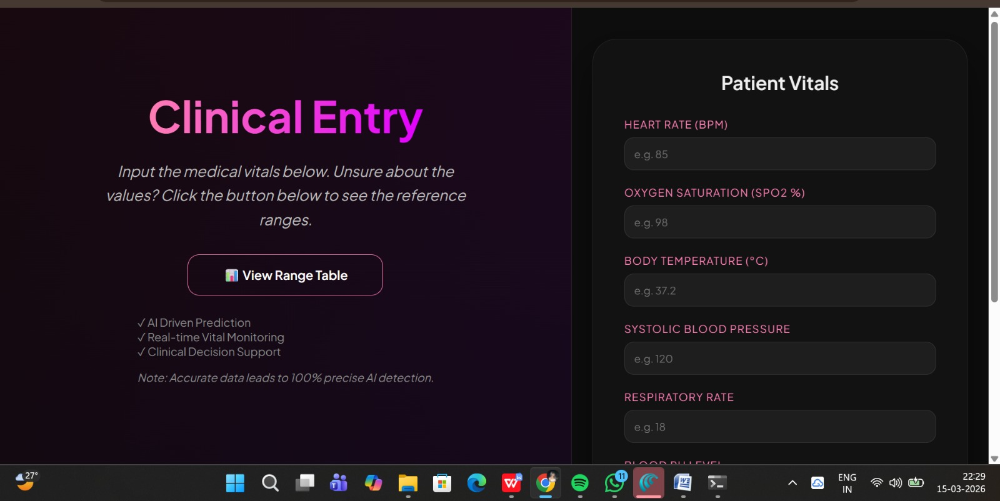 Clinical Entry
Input the medical vitals below. Unsure about the
values? Click the button below to see the reference
ranges.
View Range Table
✓ AI Driven Prediction
✓ Real-time Vital Monitoring
✓ Clinical Decision Support
Note: Accurate data leads to 100% precise AI detection.
Patient Vitals
HEART RATE (BPM)
e.g. 85
OXYGEN SATURATION (SPO2 %)
e.g. 98
BODY TEMPERATURE (°C)
e.g. 37.2
SYSTOLIC BLOOD PRESSURE
e.g. 120
RESPIRATORY RATE
e.g. 18
BLOOD PH LEVEL
27°
11
ENG
IN
22:29
15-03-2026